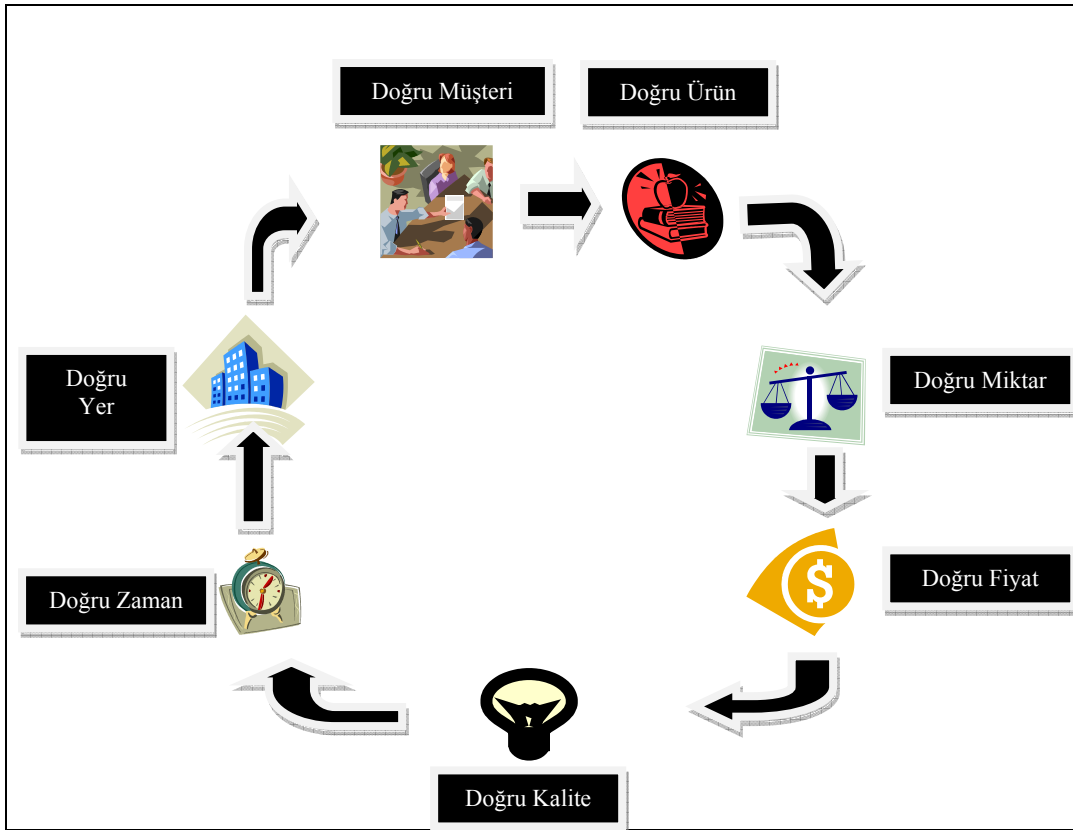 Doğru Müşteri
Doğru Ürün
Doğru Miktar
Doğru Fiyat
Doğru Kalite
Doğru Zaman
Doğru
Yer
$